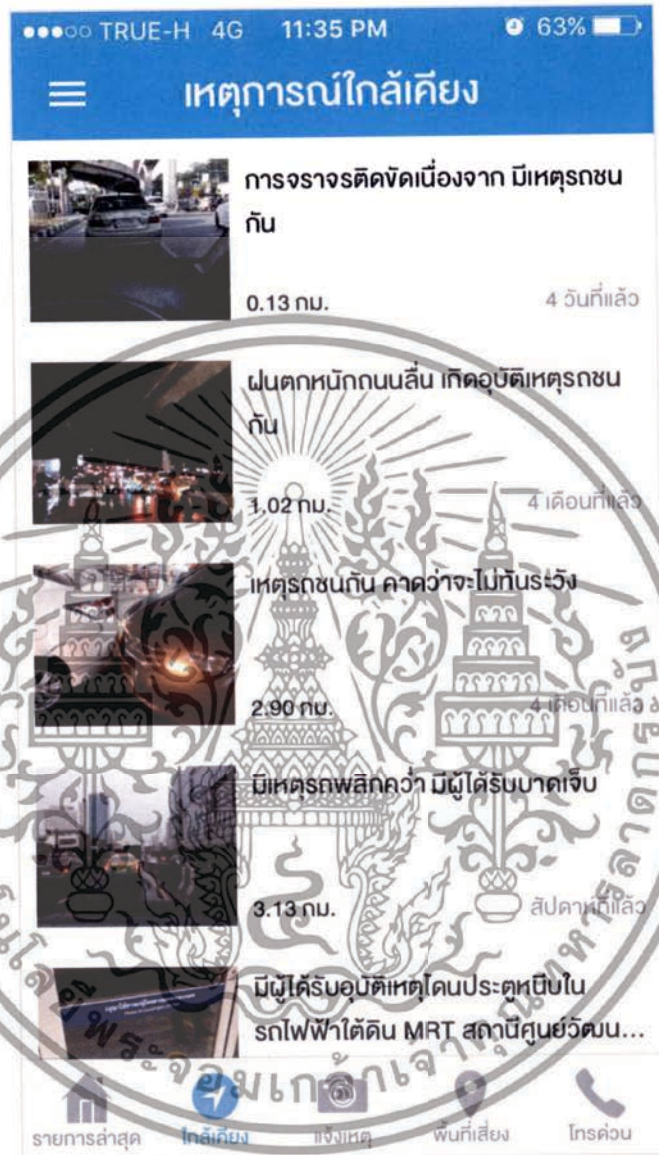 TRUE-H 4G 11:35 PM 63%
เหตุการณ์ใกล้เคียง
การจราจรติดขัดเนื่องจาก มีเหตุรถชน
กัน
0.13 กม. 4 วันที่แล้ว
ฝนตกหนักถนนลื่น เกิดอุบัติเหตุรถชน
กัน
1.02 กม. 4 เดือนที่แล้ว
เหตุรถชนกัน คาดว่าจะไม่ทันระวัง
2.90 กม. 4 เดือนที่แล้ว
มีเหตุรถพลิกคว่ำ มีผู้ได้รับบาดเจ็บ
3.13 กม. สัปดาห์ที่แล้ว
มีผู้ได้รับอุบัติเหตุโดนประตูหนีบใน
รถไฟฟ้าใต้ดิน MRT สถานีศูนย์วัฒน...
รายการล่าสุด ใกล้เคียง แจ้งเหตุ พื้นที่เสี่ยง โทรด่วน